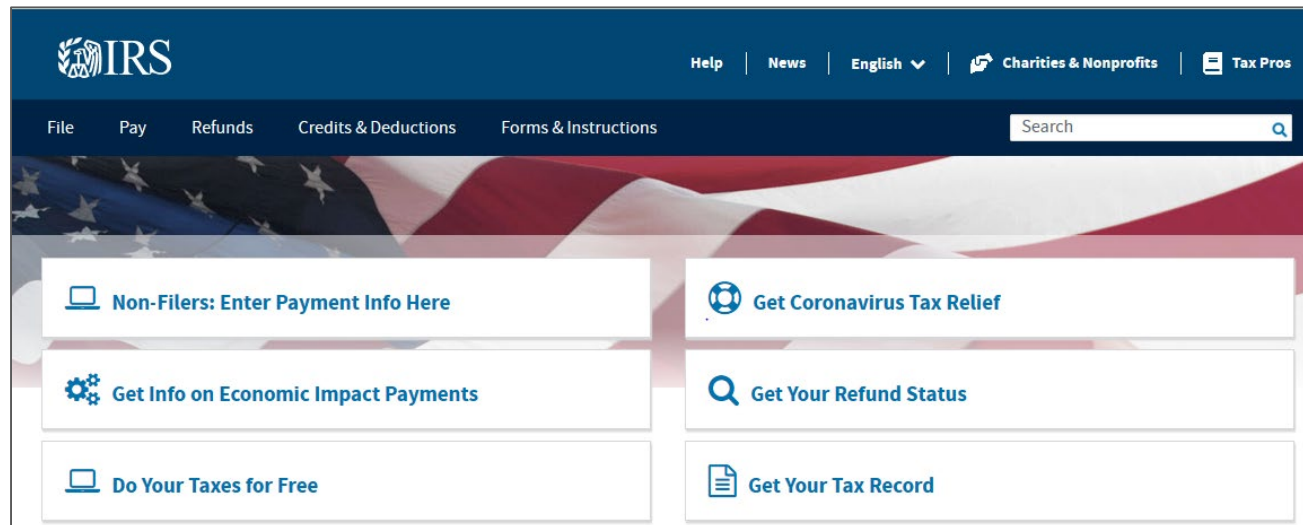 IRS
Help News English Charities & Nonprofits Tax Pros
File Pay Refunds Credits & Deductions Forms & Instructions Search
Non-Filers: Enter Payment Info Here
Get Coronavirus Tax Relief
Get Info on Economic Impact Payments
Get Your Refund Status
Do Your Taxes for Free
Get Your Tax Record